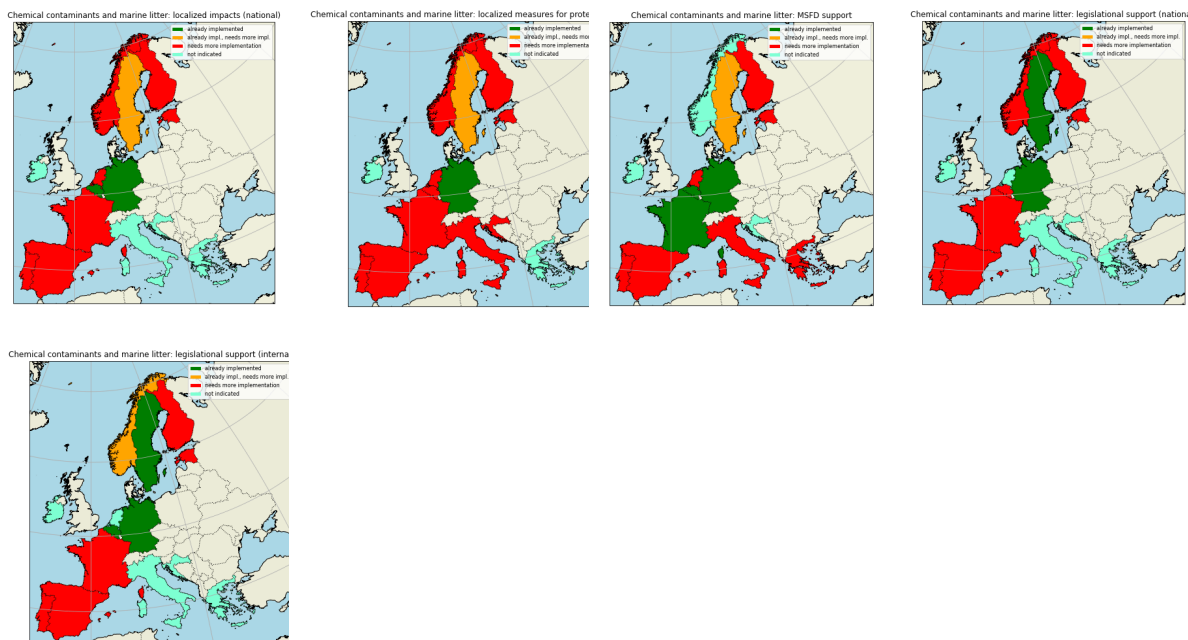 Chemical contaminants and marine litter: localized impacts (national)
already implemented
already impl., needs more impl.
needs more implementation
not indicated
Chemical contaminants and marine litter: localized measures for prote
already implemented
already impl., needs mo
needs more implementa
not indicated
Chemical contaminants and marine litter: MSFD support
already implemented
already impl., needs more impl.
needs more implementation
not indicated
Chemical contaminants and marine litter: legislational support (nationa
already implemented
already impl., needs more impl.
needs more implementation
not indicated
Chemical contaminants and marine litter: legislational support (interna
already implemented
already impl., needs more impl.
needs more implementation
not indicated